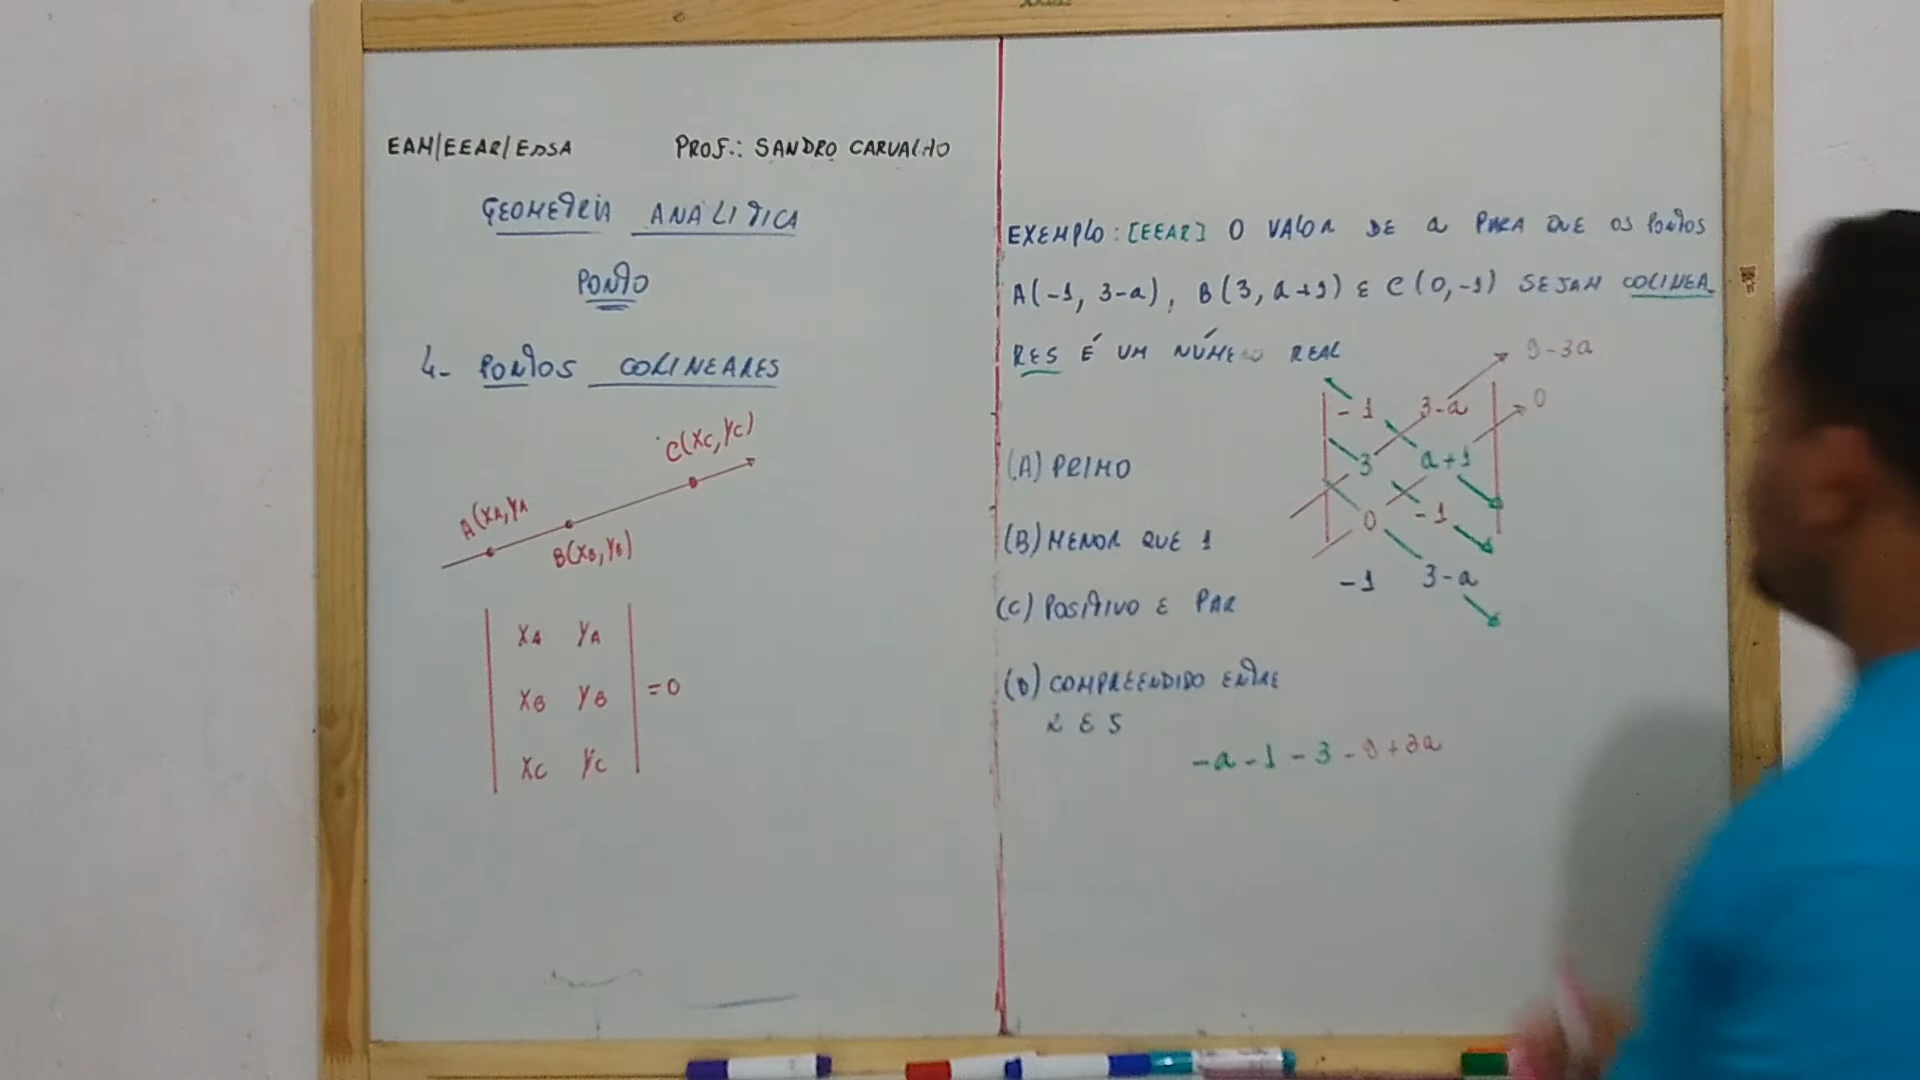 EAM/EEAR/ESSA PROF.: SANDRO CARVALHO
GEOMETRIA ANALITICA
PONTO
4- PONTOS COLINEARES
C(XC,YC)
A(XA,YA
B(XB,YB)
XA YA
XB YB =0
XC YC
EXEMPLO: [EEAR] O VALOR DE a PARA QUE OS PONTOS
A(-1, 3-a), B(3, a+1) E C(0,-1) SEJAM COLINEA
RES É UM NÚMERO REAL
(A) PRIMO
(B) MENOR QUE 1
(C) POSITIVO E PAR
(D) COMPREENDIDO ENTRE
2 E 5
9-3a
-1 3-a 0
3 a+1
0 -1
-1 3-a
-a-1-3-9+3a